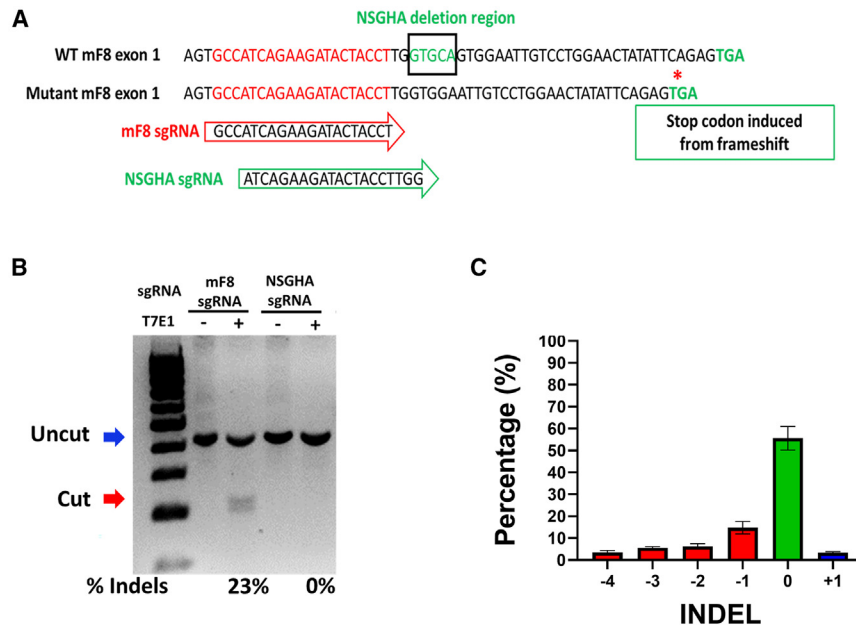 A
NSGHA deletion region
WT mF8 exon 1 AGTGCCATCAGAAGATACTACCTTGGTGCAGTGGAATTGTCCTGGAACTATATTCAGAGTGA
*
Mutant mF8 exon 1 AGTGCCATCAGAAGATACTACCTTGGTGGAATTGTCCTGGAACTATATTCAGAGTGA
mF8 sgRNA GCCATCAGAAGATACTACCT
Stop codon induced
from frameshift
NSGHA sgRNA ATCAGAAGATACTACCTTGG
B
sgRNA mF8 sgRNA NSGHA sgRNA
T7E1 - + - +
Uncut
Cut
% Indels 23% 0%
C
Percentage (%)
100
90
80
70
60
50
40
30
20
10
0
-4 -3 -2 -1 0 +1
INDEL